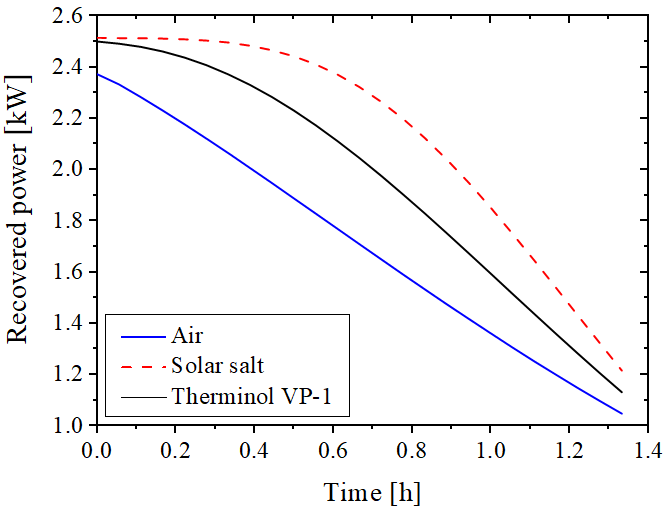 2.6
2.4
2.2
2.0
1.8
1.6
1.4
1.2
1.0
Recovered power [kW]
Air
Solar salt
Therminol VP-1
0.0 0.2 0.4 0.6 0.8 1.0 1.2 1.4
Time [h]